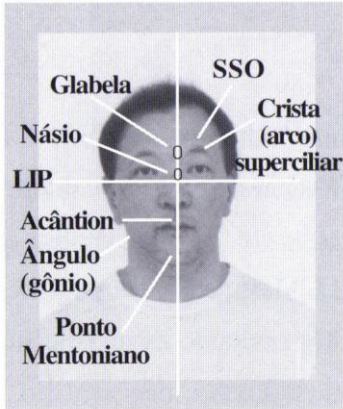 Glabela
SSO
Crista
(arco)
superciliar
Násio
LIP
Acântion
Ângulo
(gônio)
Ponto
Mentoniano